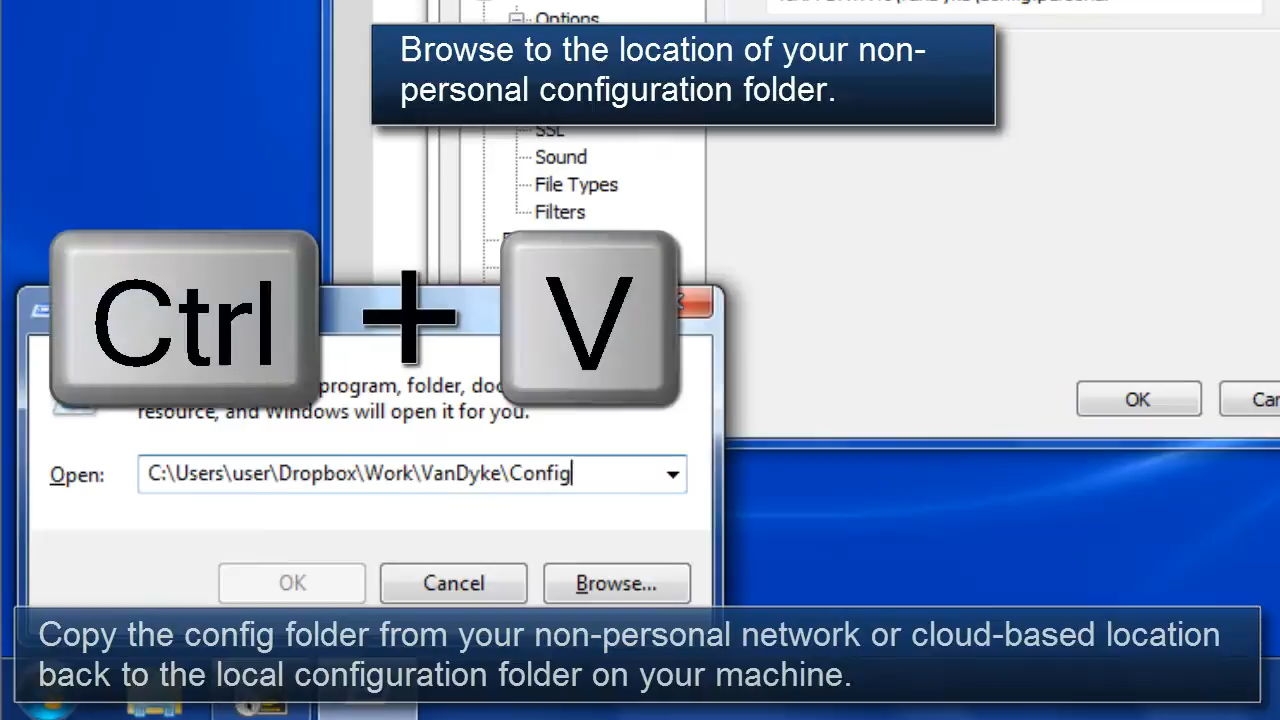 Options
Browse to the location of your non-
personal configuration folder.
SSL
Sound
File Types
Filters
Ctrl + V
program, folder,
resource, and Windows will open it for you.
OK
Open: C:\Users\user\Dropbox\Work\VanDyke\Config
OK Cancel Browse...
Copy the config folder from your non-personal network or cloud-based location
back to the local configuration folder on your machine.